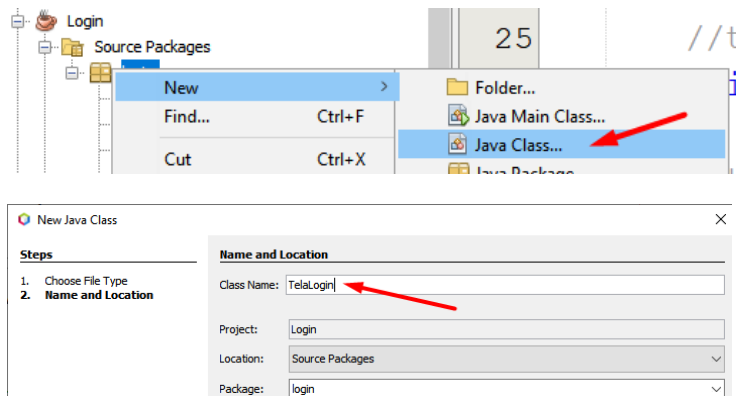 Login
Source Packages
25
//t
New >
Folder...
Find... Ctrl+F
Java Main Class...
Java Class...
Cut Ctrl+X
Java Package
New Java Class
Steps
Name and Location
1. Choose File Type
2. Name and Location
Class Name: TelaLogin
Project: Login
Location: Source Packages
Package: login